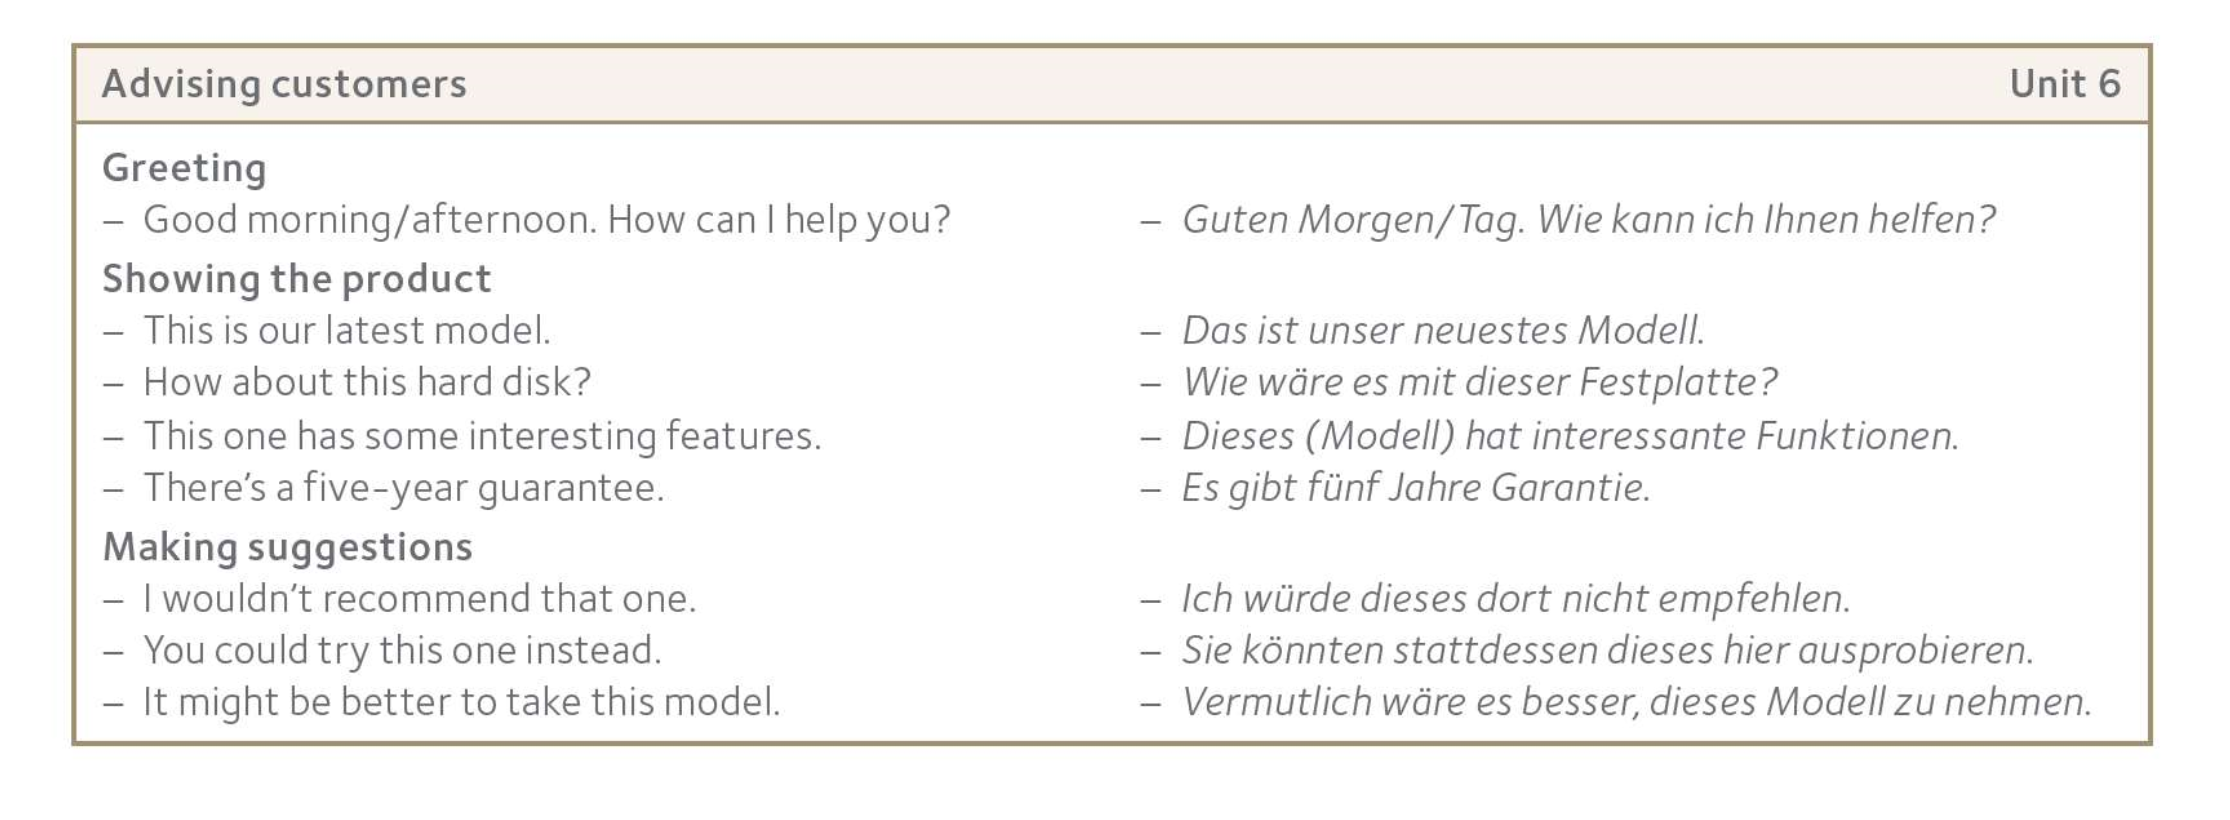 Advising customers Unit 6
Greeting
– Good morning/afternoon. How can I help you? – Guten Morgen/Tag. Wie kann ich Ihnen helfen?
Showing the product
– This is our latest model. – Das ist unser neuestes Modell.
– How about this hard disk? – Wie wäre es mit dieser Festplatte?
– This one has some interesting features. – Dieses (Modell) hat interessante Funktionen.
– There’s a five-year guarantee. – Es gibt fünf Jahre Garantie.
Making suggestions
– I wouldn’t recommend that one. – Ich würde dieses dort nicht empfehlen.
– You could try this one instead. – Sie könnten stattdessen dieses hier ausprobieren.
– It might be better to take this model. – Vermutlich wäre es besser, dieses Modell zu nehmen.